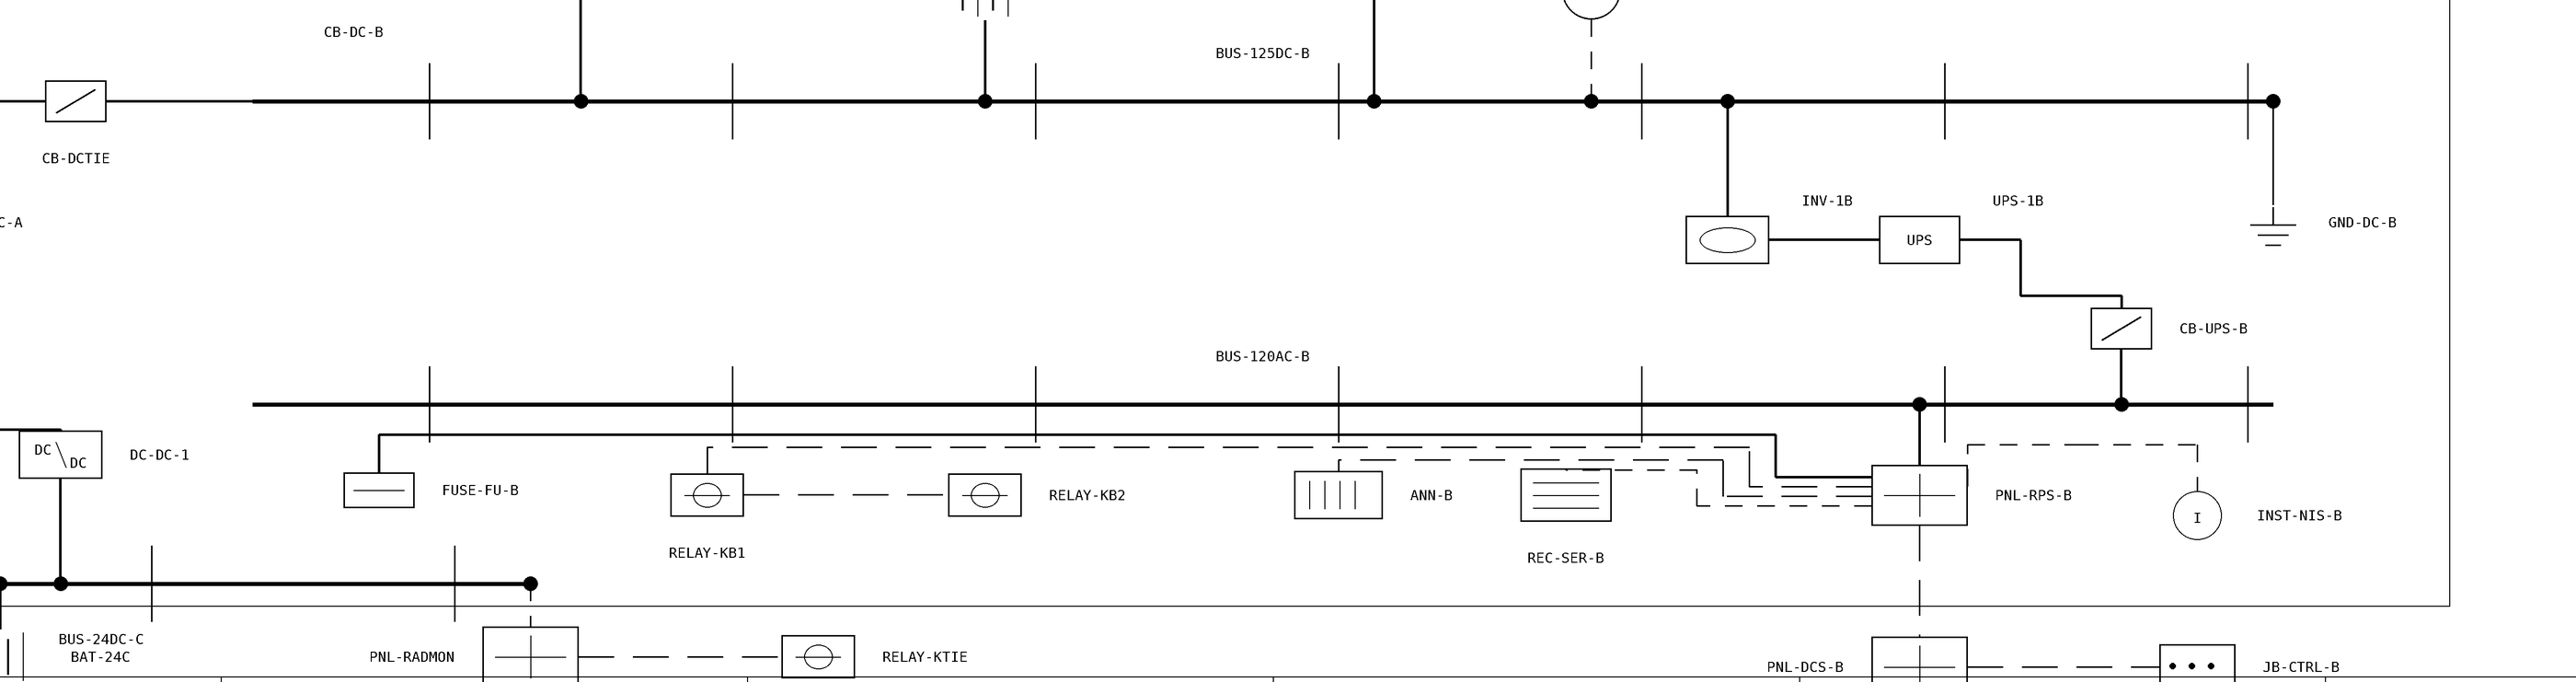 CB-DC-B
BUS-125DC-B
CB-DCTIE
INV-1B
UPS-1B
C-A
GND-DC-B
UPS
CB-UPS-B
BUS-120AC-B
DC
DC
DC-DC-1
FUSE-FU-B
RELAY-KB2
ANN-B
PNL-RPS-B
I
INST-NIS-B
RELAY-KB1
REC-SER-B
BUS-24DC-C
BAT-24C
PNL-RADMON
RELAY-KTIE
PNL-DCS-B
JB-CTRL-B